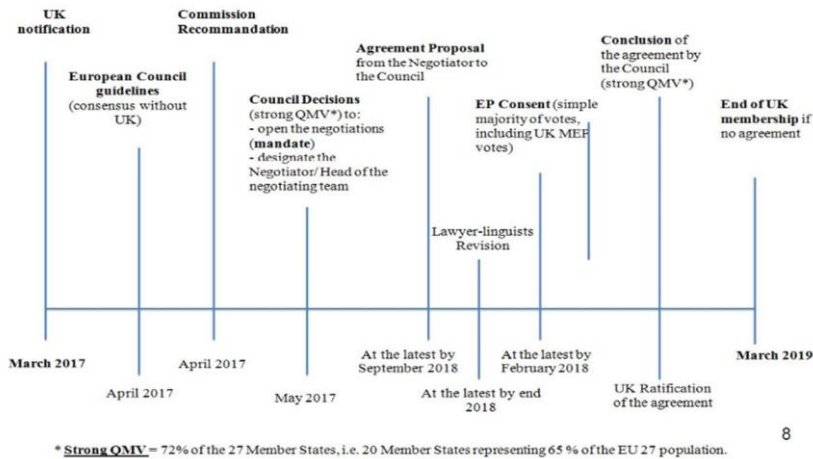 UK
notification
Commission
Recommandation
European Council
guidelines
(consensus without
UK)
Council Decisions
(strong QMV*) to:
- open the negotiations
(mandate)
- designate the
Negotiator/ Head of the
negotiating team
Agreement Proposal
from the Negotiator to
the Council
Lawyer-linguists
Revision
EP Consent (simple
majority of votes,
including UK MEP
votes)
Conclusion of
the agreement by
the Council
(strong QMV*)
End of UK
membership if
no agreement
March 2017
April 2017
April 2017
May 2017
At the latest by
September 2018
At the latest by end
2018
At the latest by
February 2018
UK Ratification
of the agreement
March 2019
8
* Strong QMV = 72% of the 27 Member States, i.e. 20 Member States representing 65 % of the EU 27 population.